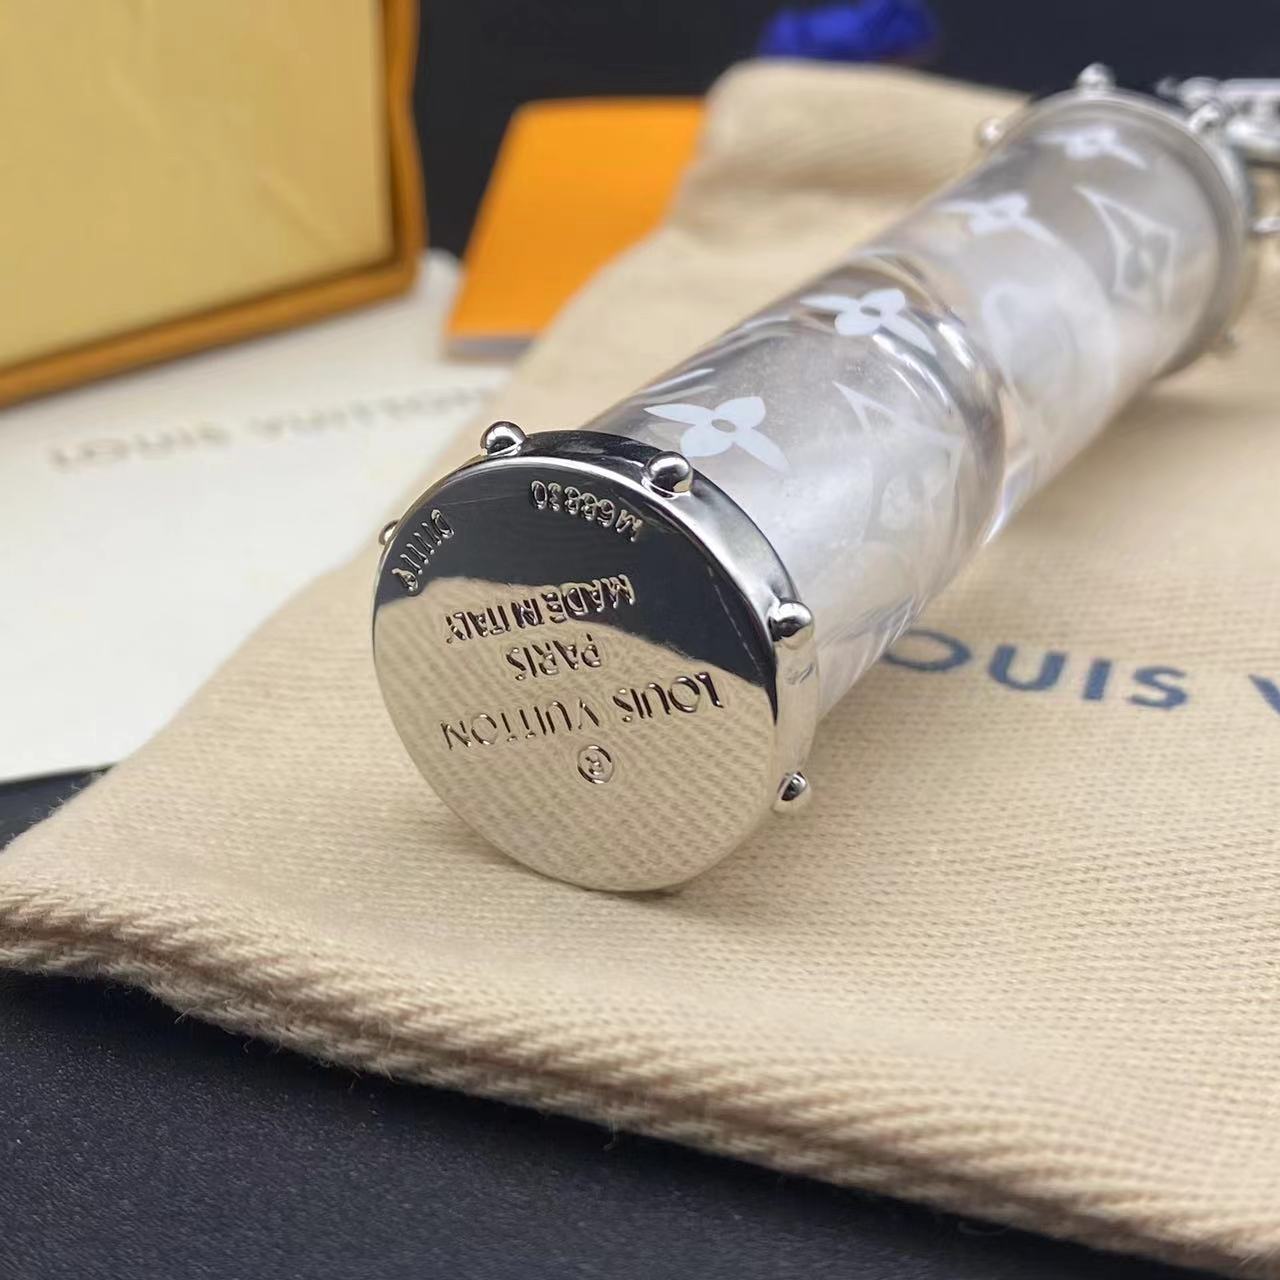 LOUIS VUITTON
®
LOUIS VUITTON
PARIS
MADE IN ITALY
M68830
LOUIS V